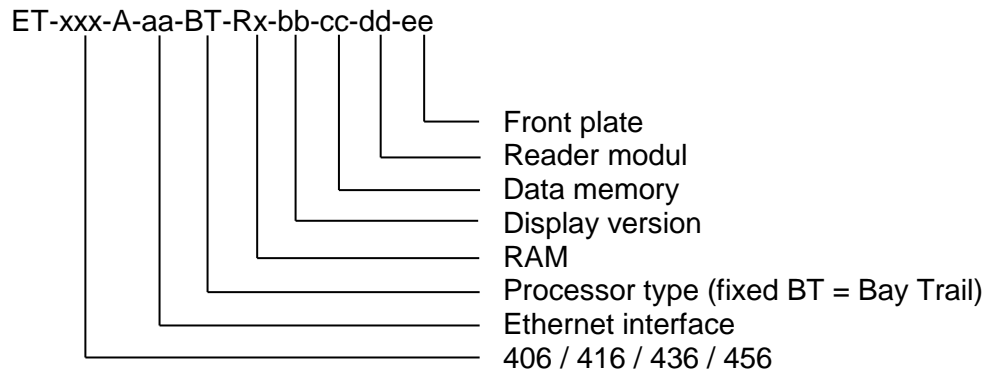 ET-xxx-A-aa-BT-Rx-bb-cc-dd-ee
Front plate
Reader modul
Data memory
Display version
RAM
Processor type (fixed BT = Bay Trail)
Ethernet interface
406 / 416 / 436 / 456